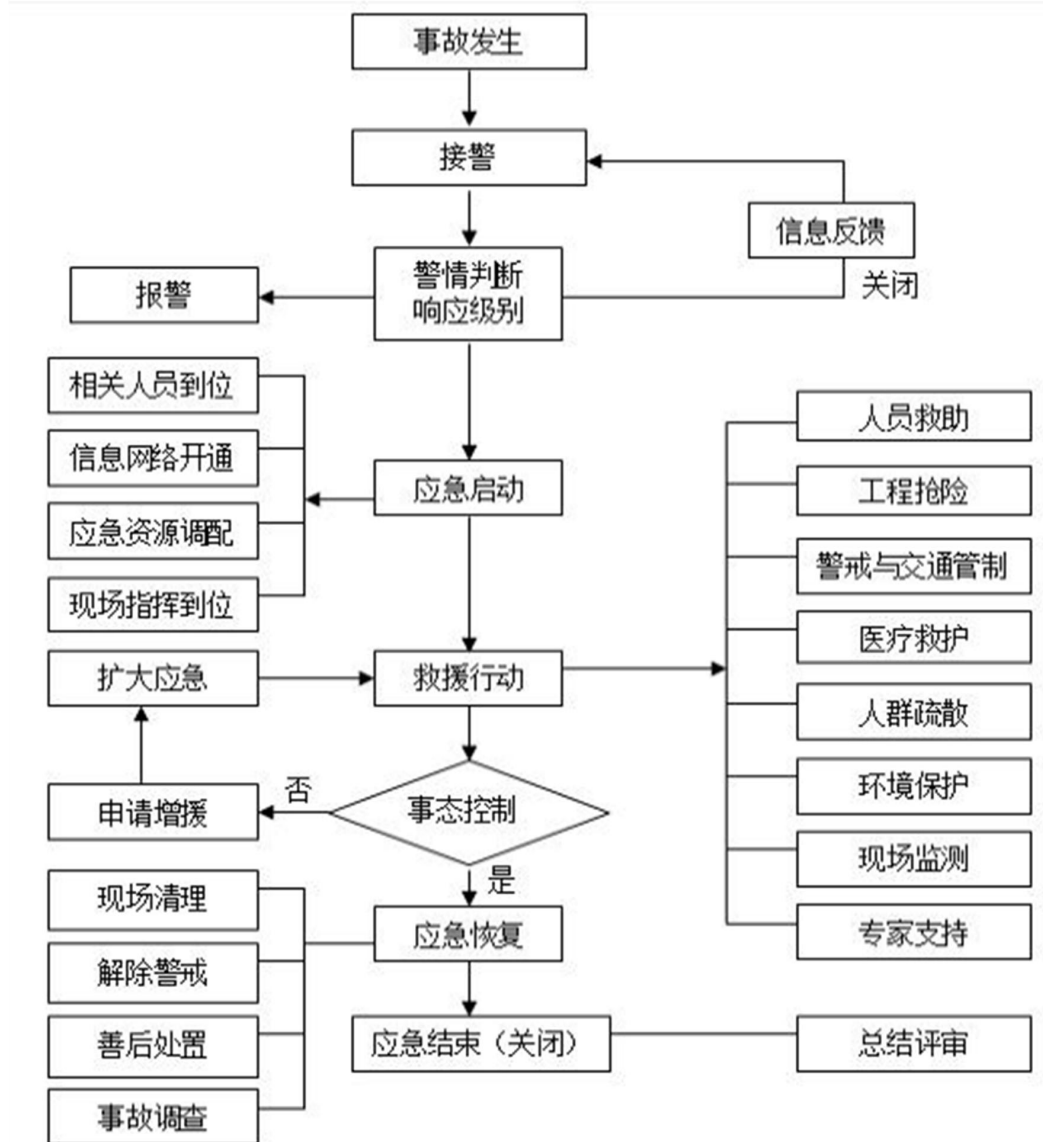 事故发生
接警
信息反馈
关闭
警情判断
响应级别
报警
相关人员到位
信息网络开通
应急资源调配
现场指挥到位
应急启动
人员救助
工程抢险
警戒与交通管制
医疗救护
人群疏散
环境保护
现场监测
专家支持
扩大应急
救援行动
申请增援
否
事态控制
是
现场清理
解除警戒
善后处置
事故调查
应急恢复
应急结束（关闭）
总结评审